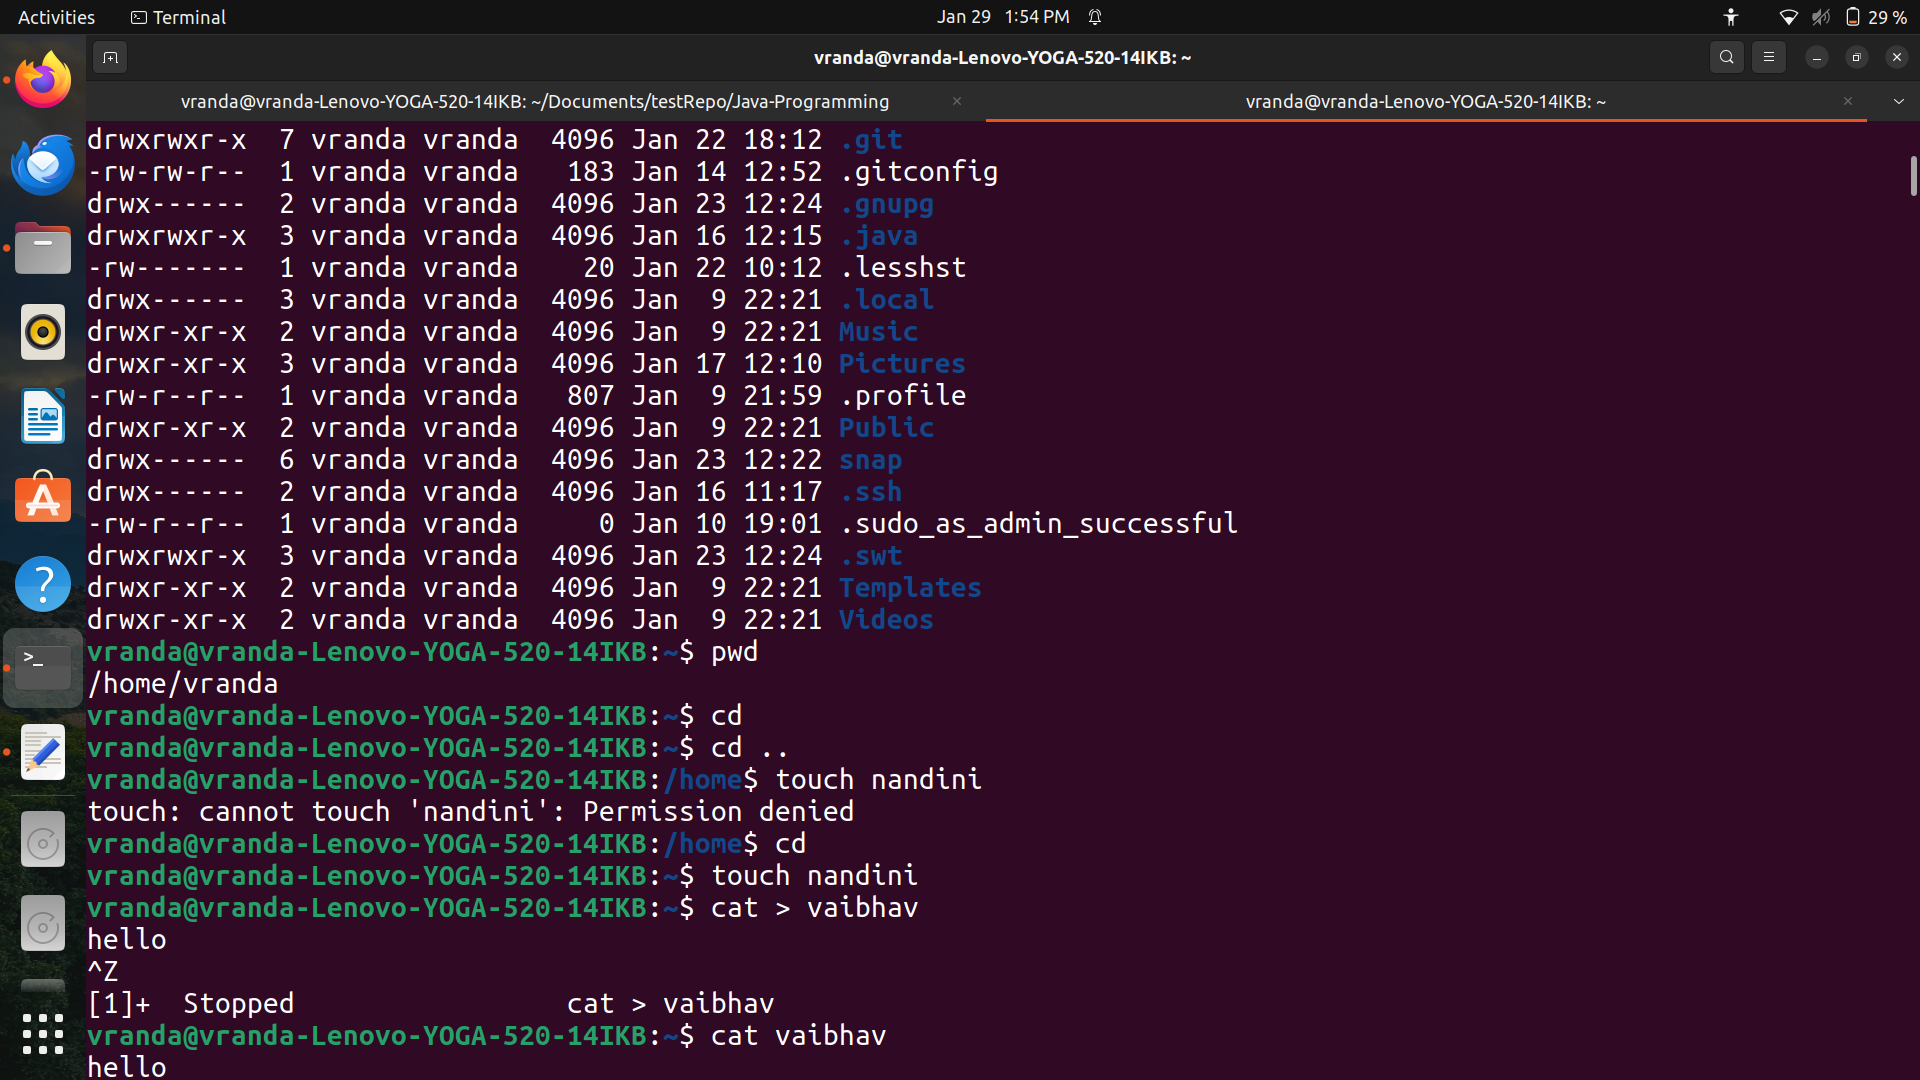 Activities Terminal Jan 29 1:54 PM 29 %
vranda@vranda-Lenovo-YOGA-520-14IKB: ~
vranda@vranda-Lenovo-YOGA-520-14IKB: ~/Documents/testRepo/Java-Programming × vranda@vranda-Lenovo-YOGA-520-14IKB: ~ ×
drwxrwxr-x  7 vranda vranda  4096 Jan 22 18:12 .git
-rw-rw-r--  1 vranda vranda   183 Jan 14 12:52 .gitconfig
drwx------  2 vranda vranda  4096 Jan 23 12:24 .gnupg
drwxrwxr-x  3 vranda vranda  4096 Jan 16 12:15 .java
-rw-------  1 vranda vranda    20 Jan 22 10:12 .lesshst
drwx------  3 vranda vranda  4096 Jan  9 22:21 .local
drwxr-xr-x  2 vranda vranda  4096 Jan  9 22:21 Music
drwxr-xr-x  3 vranda vranda  4096 Jan 17 12:10 Pictures
-rw-r--r--  1 vranda vranda   807 Jan  9 21:59 .profile
drwxr-xr-x  2 vranda vranda  4096 Jan  9 22:21 Public
drwx------  6 vranda vranda  4096 Jan 23 12:22 snap
drwx------  2 vranda vranda  4096 Jan 16 11:17 .ssh
-rw-r--r--  1 vranda vranda     0 Jan 10 19:01 .sudo_as_admin_successful
drwxrwxr-x  3 vranda vranda  4096 Jan 23 12:24 .swt
drwxr-xr-x  2 vranda vranda  4096 Jan  9 22:21 Templates
drwxr-xr-x  2 vranda vranda  4096 Jan  9 22:21 Videos
vranda@vranda-Lenovo-YOGA-520-14IKB:~$ pwd
/home/vranda
vranda@vranda-Lenovo-YOGA-520-14IKB:~$ cd
vranda@vranda-Lenovo-YOGA-520-14IKB:~$ cd ..
vranda@vranda-Lenovo-YOGA-520-14IKB:/home$ touch nandini
touch: cannot touch 'nandini': Permission denied
vranda@vranda-Lenovo-YOGA-520-14IKB:/home$ cd
vranda@vranda-Lenovo-YOGA-520-14IKB:~$ touch nandini
vranda@vranda-Lenovo-YOGA-520-14IKB:~$ cat > vaibhav
hello
^Z
[1]+  Stopped                 cat > vaibhav
vranda@vranda-Lenovo-YOGA-520-14IKB:~$ cat vaibhav
hello